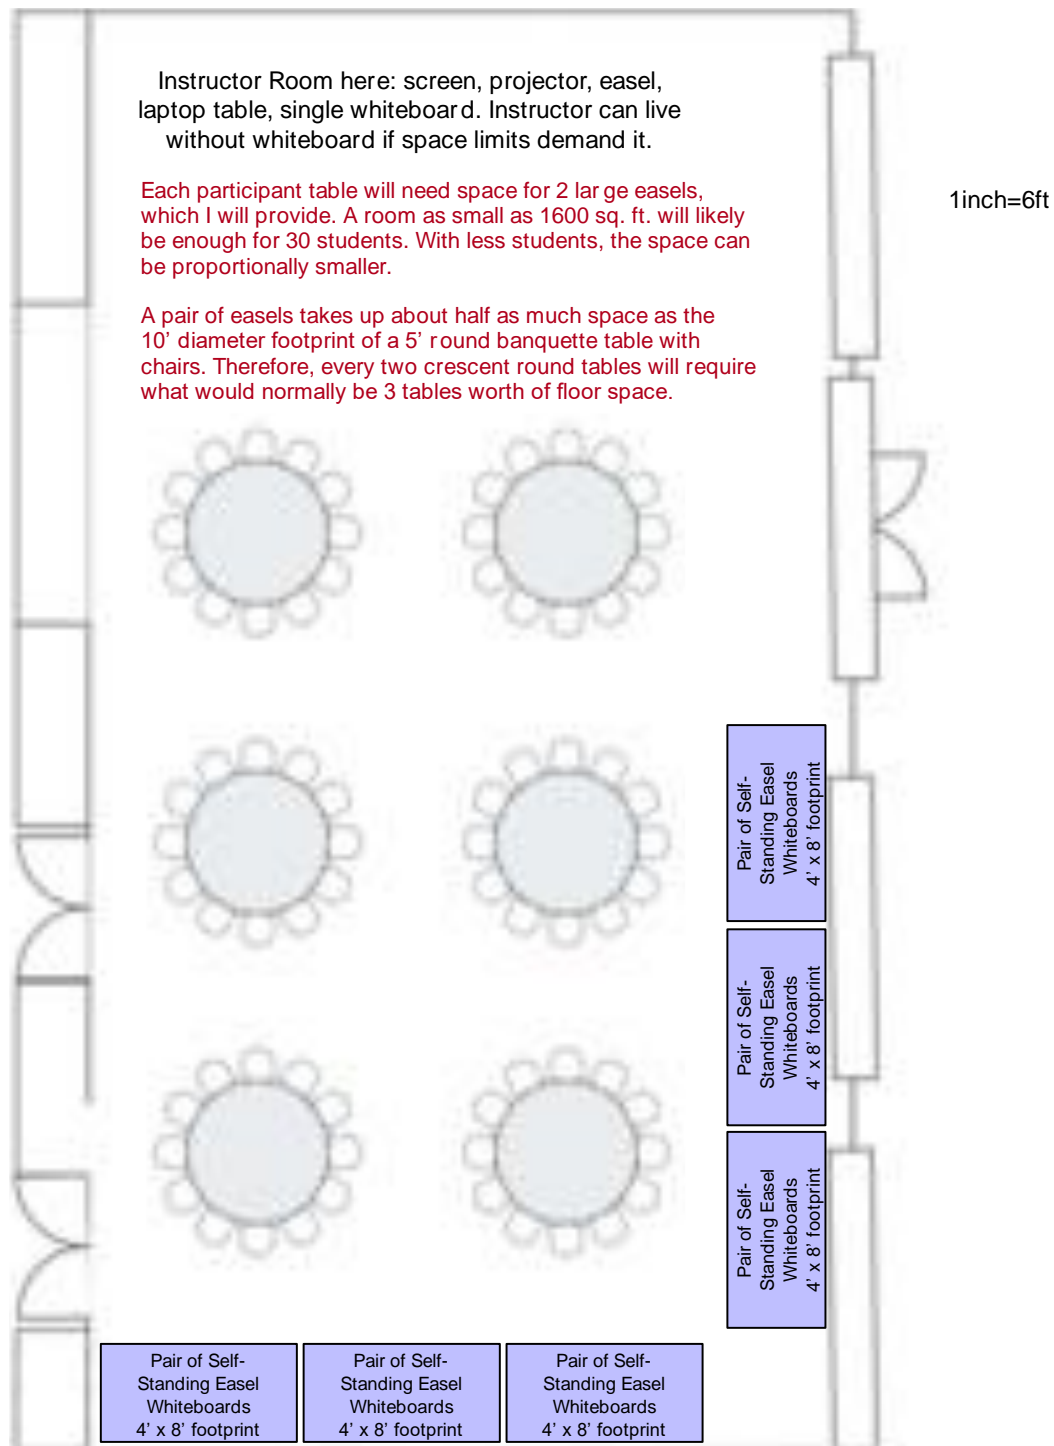 Instructor Room here: screen, projector, easel,
laptop table, single whiteboard. Instructor can live
without whiteboard if space limits demand it.
1inch=6ft
Each participant table will need space for 2 large easels,
which I will provide. A room as small as 1600 sq. ft. will likely
be enough for 30 students. With less students, the space can
be proportionally smaller.
A pair of easels takes up about half as much space as the
10’ diameter footprint of a 5’ round banquette table with
chairs. Therefore, every two crescent round tables will require
what would normally be 3 tables worth of floor space.
Pair of Self-
Standing Easel
Whiteboards
4’ x 8’ footprint
Pair of Self-
Standing Easel
Whiteboards
4’ x 8’ footprint
Pair of Self-
Standing Easel
Whiteboards
4’ x 8’ footprint
Pair of Self-
Standing Easel
Whiteboards
4’ x 8’ footprint
Pair of Self-
Standing Easel
Whiteboards
4’ x 8’ footprint
Pair of Self-
Standing Easel
Whiteboards
4’ x 8’ footprint